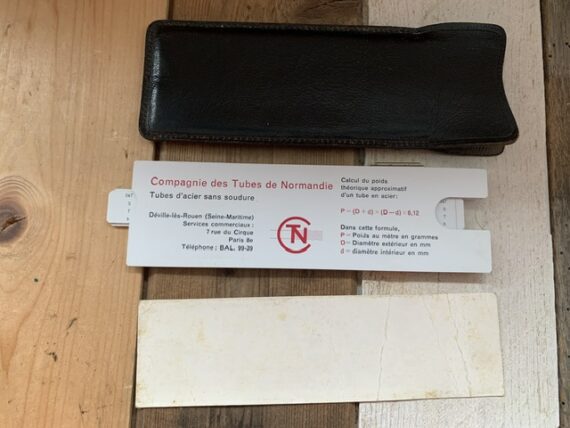 Compagnie des Tubes de Normandie
Tubes d'acier sans soudure
Déville-lès-Rouen (Seine-Maritime)
Services commerciaux :
7 rue du Cirque
Paris 8e
Téléphone : BAL. 99-39
CTN
Calcul du poids
théorique approximatif
d'un tube en acier:
P=(D+d)×(D—d)×6,12
Dans cette formule,
P=Poids au mètre en grammes
D=Diamètre extérieur en mm
d=diamètre intérieur en mm